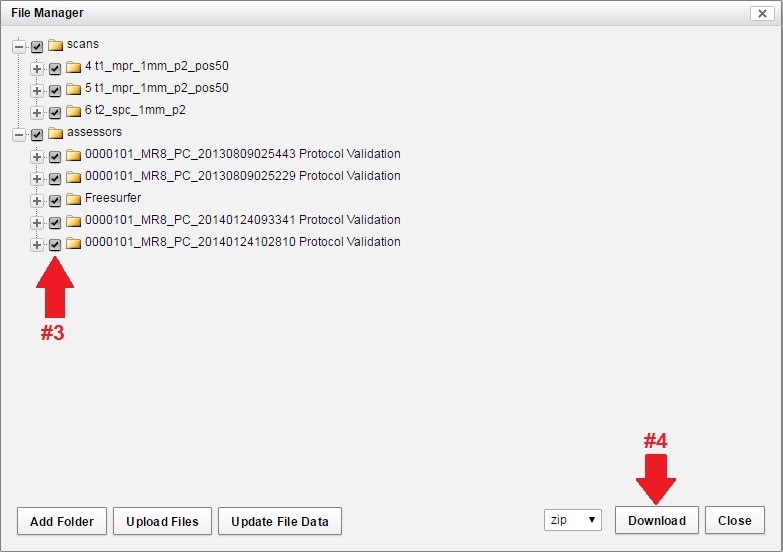 File Manager
scans
4 t1_mpr_1mm_p2_pos50
5 t1_mpr_1mm_p2_pos50
6 t2_spc_1mm_p2
assessors
0000101_MR8_PC_20130809025443 Protocol Validation
0000101_MR8_PC_20130809025229 Protocol Validation
Freesurfer
0000101_MR8_PC_20140124093341 Protocol Validation
0000101_MR8_PC_20140124102810 Protocol Validation
#3
#4
Add Folder Upload Files Update File Data zip Download Close